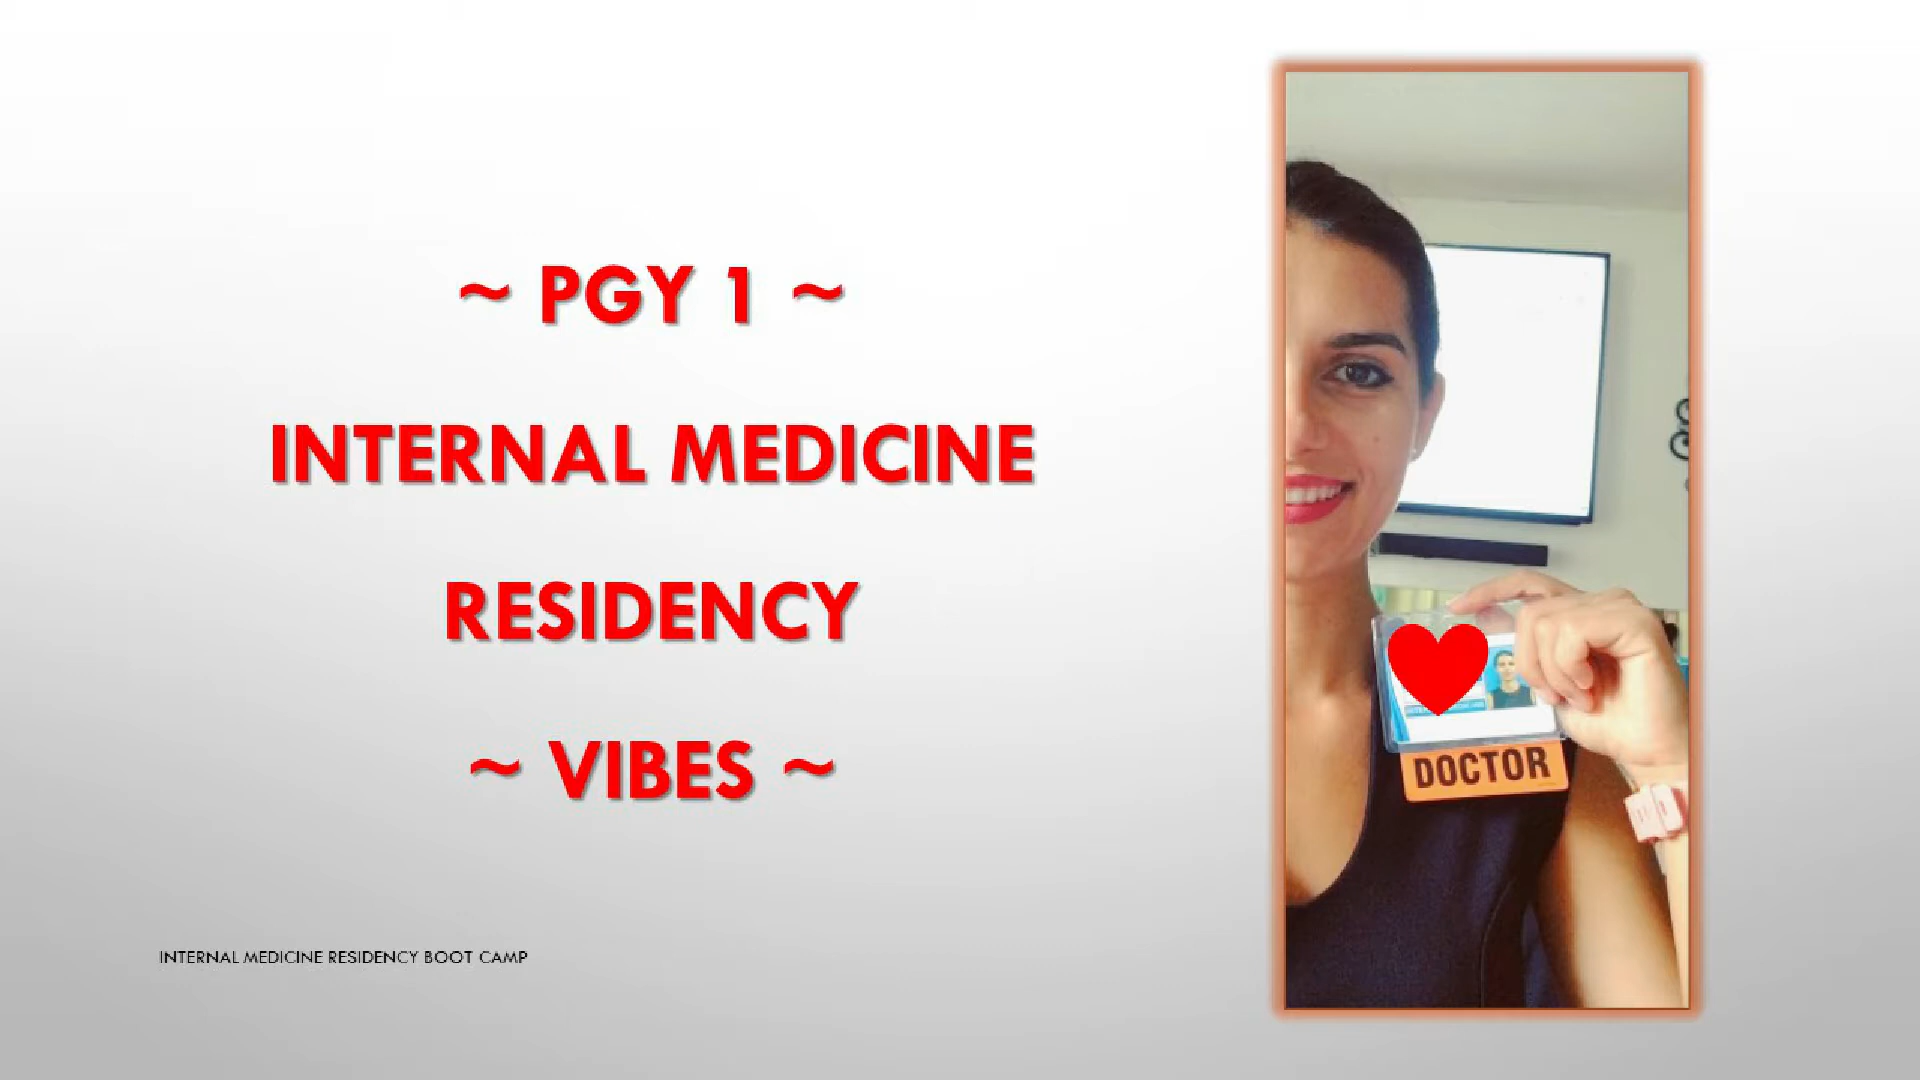 ~ PGY 1 ~
INTERNAL MEDICINE
RESIDENCY
~ VIBES ~
INTERNAL MEDICINE RESIDENCY BOOT CAMP
DOCTOR